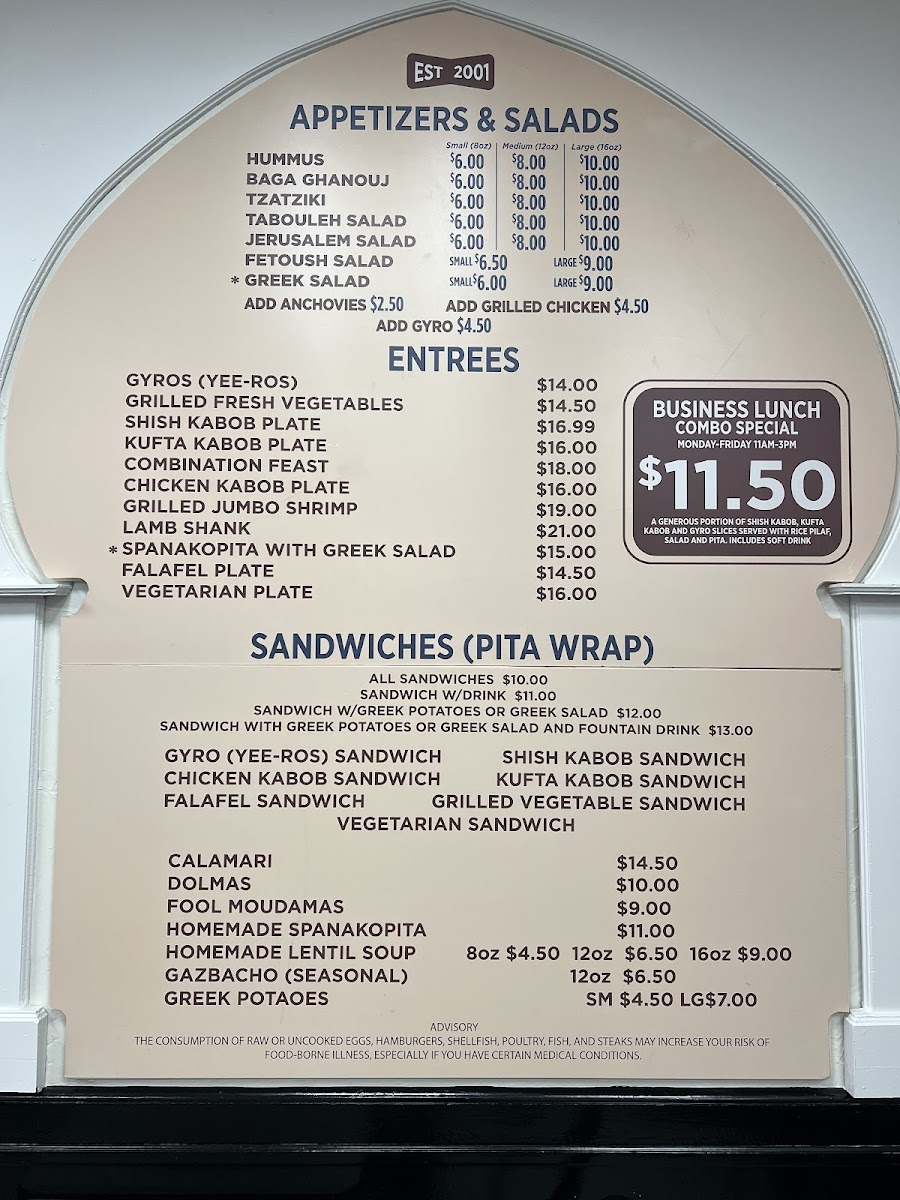 EST 2001
APPETIZERS & SALADS
Small (8oz) Medium (12oz) Large (16oz)
HUMMUS $6.00 $8.00 $10.00
BAGA GHANOUJ $6.00 $8.00 $10.00
TZATZIKI $6.00 $8.00 $10.00
TABOULEH SALAD $6.00 $8.00 $10.00
JERUSALEM SALAD $6.00 $8.00 $10.00
FETOUSH SALAD SMALL $6.50 LARGE $9.00
* GREEK SALAD SMALL $6.00 LARGE $9.00
ADD ANCHOVIES $2.50 ADD GRILLED CHICKEN $4.50
ADD GYRO $4.50
ENTREES
GYROS (YEE-ROS) $14.00
GRILLED FRESH VEGETABLES $14.50
SHISH KABOB PLATE $16.99
KUFTA KABOB PLATE $16.00
COMBINATION FEAST $18.00
CHICKEN KABOB PLATE $16.00
GRILLED JUMBO SHRIMP $19.00
LAMB SHANK $21.00
* SPANAKOPITA WITH GREEK SALAD $15.00
FALAFEL PLATE $14.50
VEGETARIAN PLATE $16.00
BUSINESS LUNCH
COMBO SPECIAL
MONDAY-FRIDAY 11AM-3PM
$11.50
A GENEROUS PORTION OF SHISH KABOB, KUFTA
KABOB AND GYRO SLICES SERVED WITH RICE PILAF,
SALAD AND PITA. INCLUDES SOFT DRINK
SANDWICHES (PITA WRAP)
ALL SANDWICHES $10.00
SANDWICH W/DRINK $11.00
SANDWICH W/GREEK POTATOES OR GREEK SALAD $12.00
SANDWICH WITH GREEK POTATOES OR GREEK SALAD AND FOUNTAIN DRINK $13.00
GYRO (YEE-ROS) SANDWICH SHISH KABOB SANDWICH
CHICKEN KABOB SANDWICH KUFTA KABOB SANDWICH
FALAFEL SANDWICH GRILLED VEGETABLE SANDWICH
VEGETARIAN SANDWICH
CALAMARI $14.50
DOLMAS $10.00
FOOL MOUDAMAS $9.00
HOMEMADE SPANAKOPITA $11.00
HOMEMADE LENTIL SOUP 8oz $4.50 12oz $6.50 16oz $9.00
GAZBACHO (SEASONAL) 12oz $6.50
GREEK POTAOES SM $4.50 LG$7.00
ADVISORY
THE CONSUMPTION OF RAW OR UNCOOKED EGGS, HAMBURGERS, SHELLFISH, POULTRY, FISH, AND STEAKS MAY INCREASE YOUR RISK OF
FOOD-BORNE ILLNESS, ESPECIALLY IF YOU HAVE CERTAIN MEDICAL CONDITIONS.